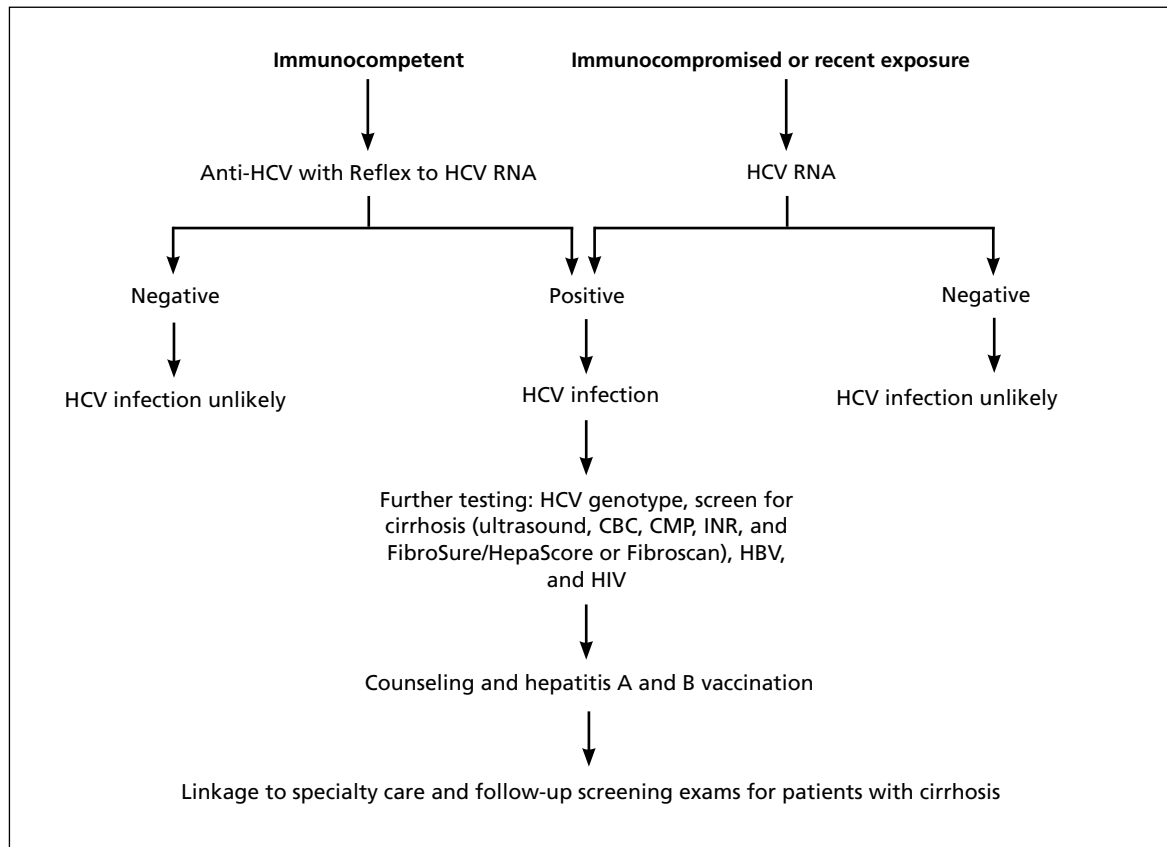 Immunocompetent
Immunocompromised or recent exposure
Anti-HCV with Reflex to HCV RNA
HCV RNA
Negative
Positive
Negative
HCV infection unlikely
HCV infection
HCV infection unlikely
Further testing: HCV genotype, screen for
cirrhosis (ultrasound, CBC, CMP, INR, and
FibroSure/HepaScore or Fibroscan), HBV,
and HIV
Counseling and hepatitis A and B vaccination
Linkage to specialty care and follow-up screening exams for patients with cirrhosis